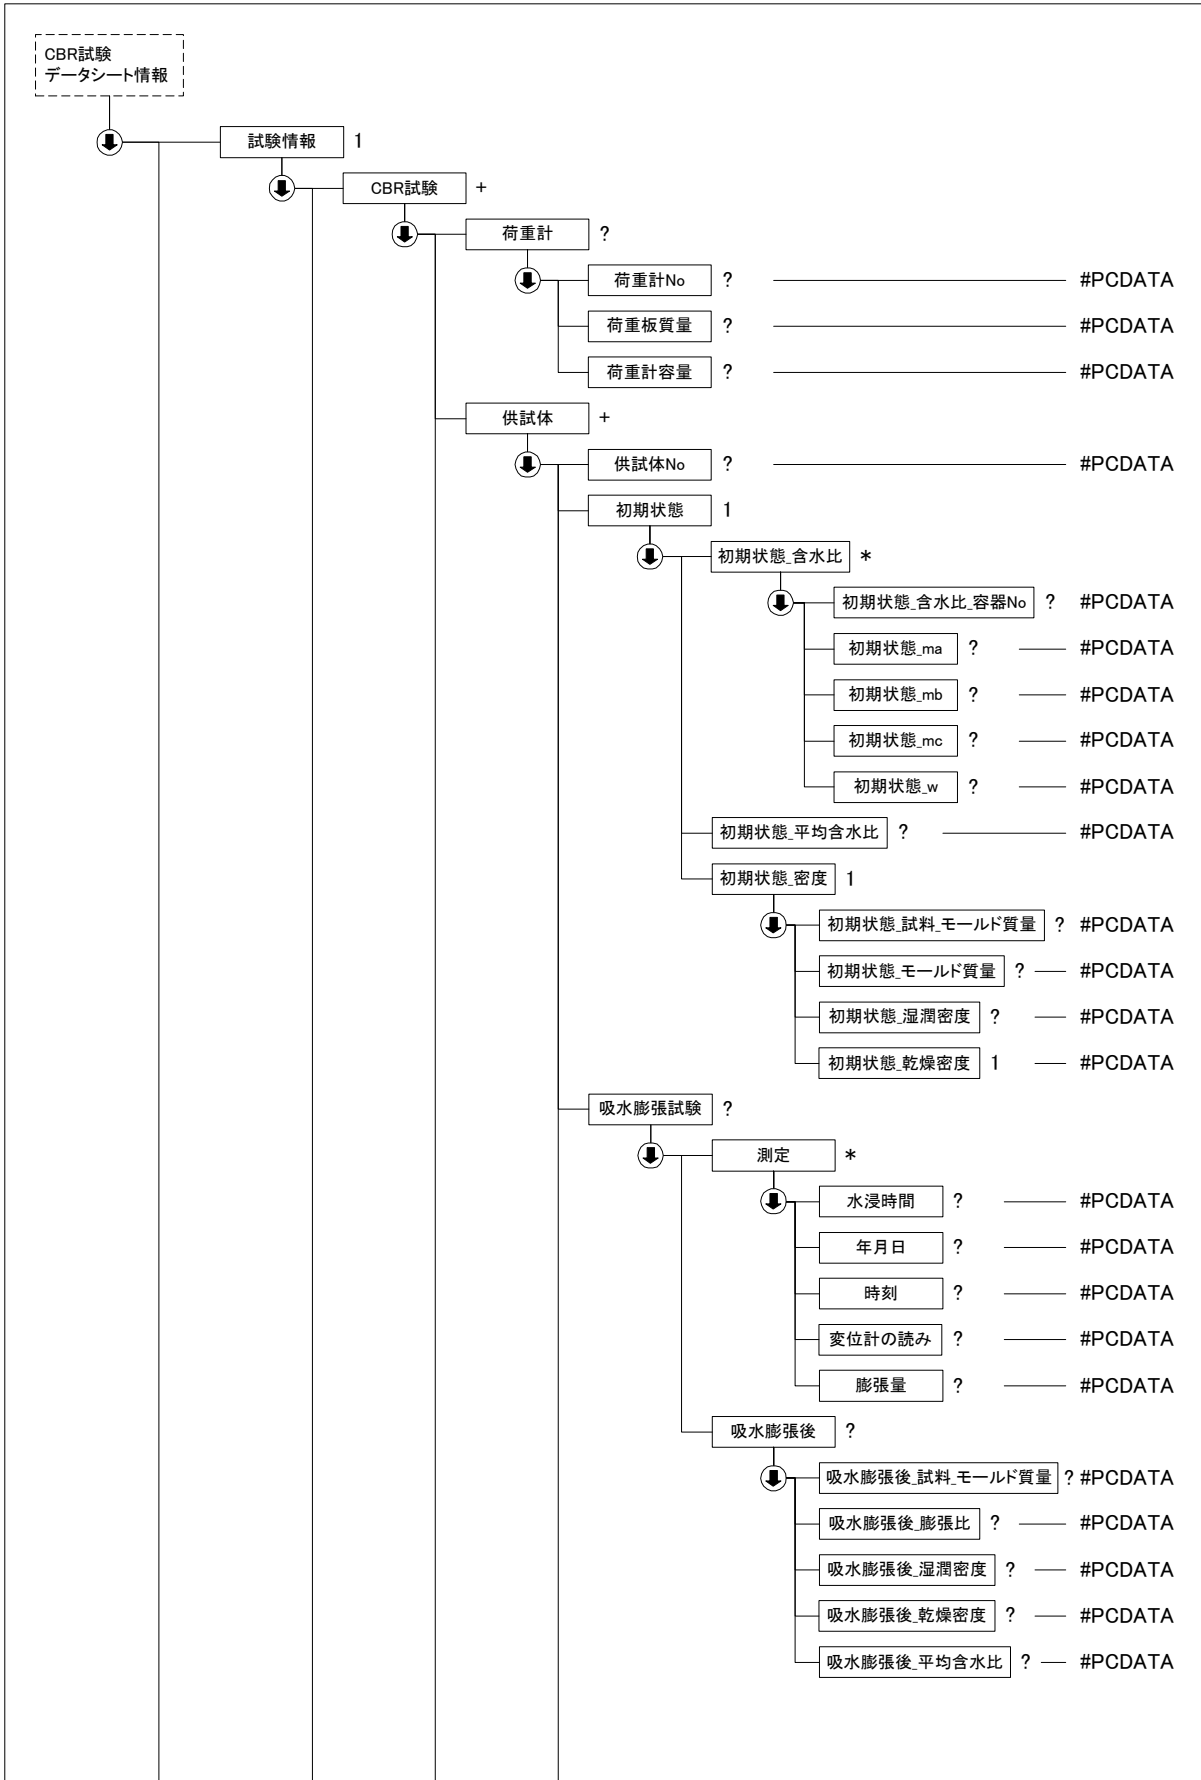 CBR試験
データシート情報
試験情報 1
CBR試験 +
荷重計 ?
荷重計No ? #PCDATA
荷重板質量 ? #PCDATA
荷重計容量 ? #PCDATA
供試体 +
供試体No ? #PCDATA
初期状態 1
初期状態_含水比 *
初期状態_含水比_容器No ? #PCDATA
初期状態_ma ? #PCDATA
初期状態_mb ? #PCDATA
初期状態_mc ? #PCDATA
初期状態_w ? #PCDATA
初期状態_平均含水比 ? #PCDATA
初期状態_密度 1
初期状態_試料_モールド質量 ? #PCDATA
初期状態_モールド質量 ? #PCDATA
初期状態_湿潤密度 ? #PCDATA
初期状態_乾燥密度 1 #PCDATA
吸水膨張試験 ?
測定 *
水浸時間 ? #PCDATA
年月日 ? #PCDATA
時刻 ? #PCDATA
変位計の読み ? #PCDATA
膨張量 ? #PCDATA
吸水膨張後 ?
吸水膨張後_試料_モールド質量 ? #PCDATA
吸水膨張後_膨張比 ? #PCDATA
吸水膨張後_湿潤密度 ? #PCDATA
吸水膨張後_乾燥密度 ? #PCDATA
吸水膨張後_平均含水比 ? #PCDATA